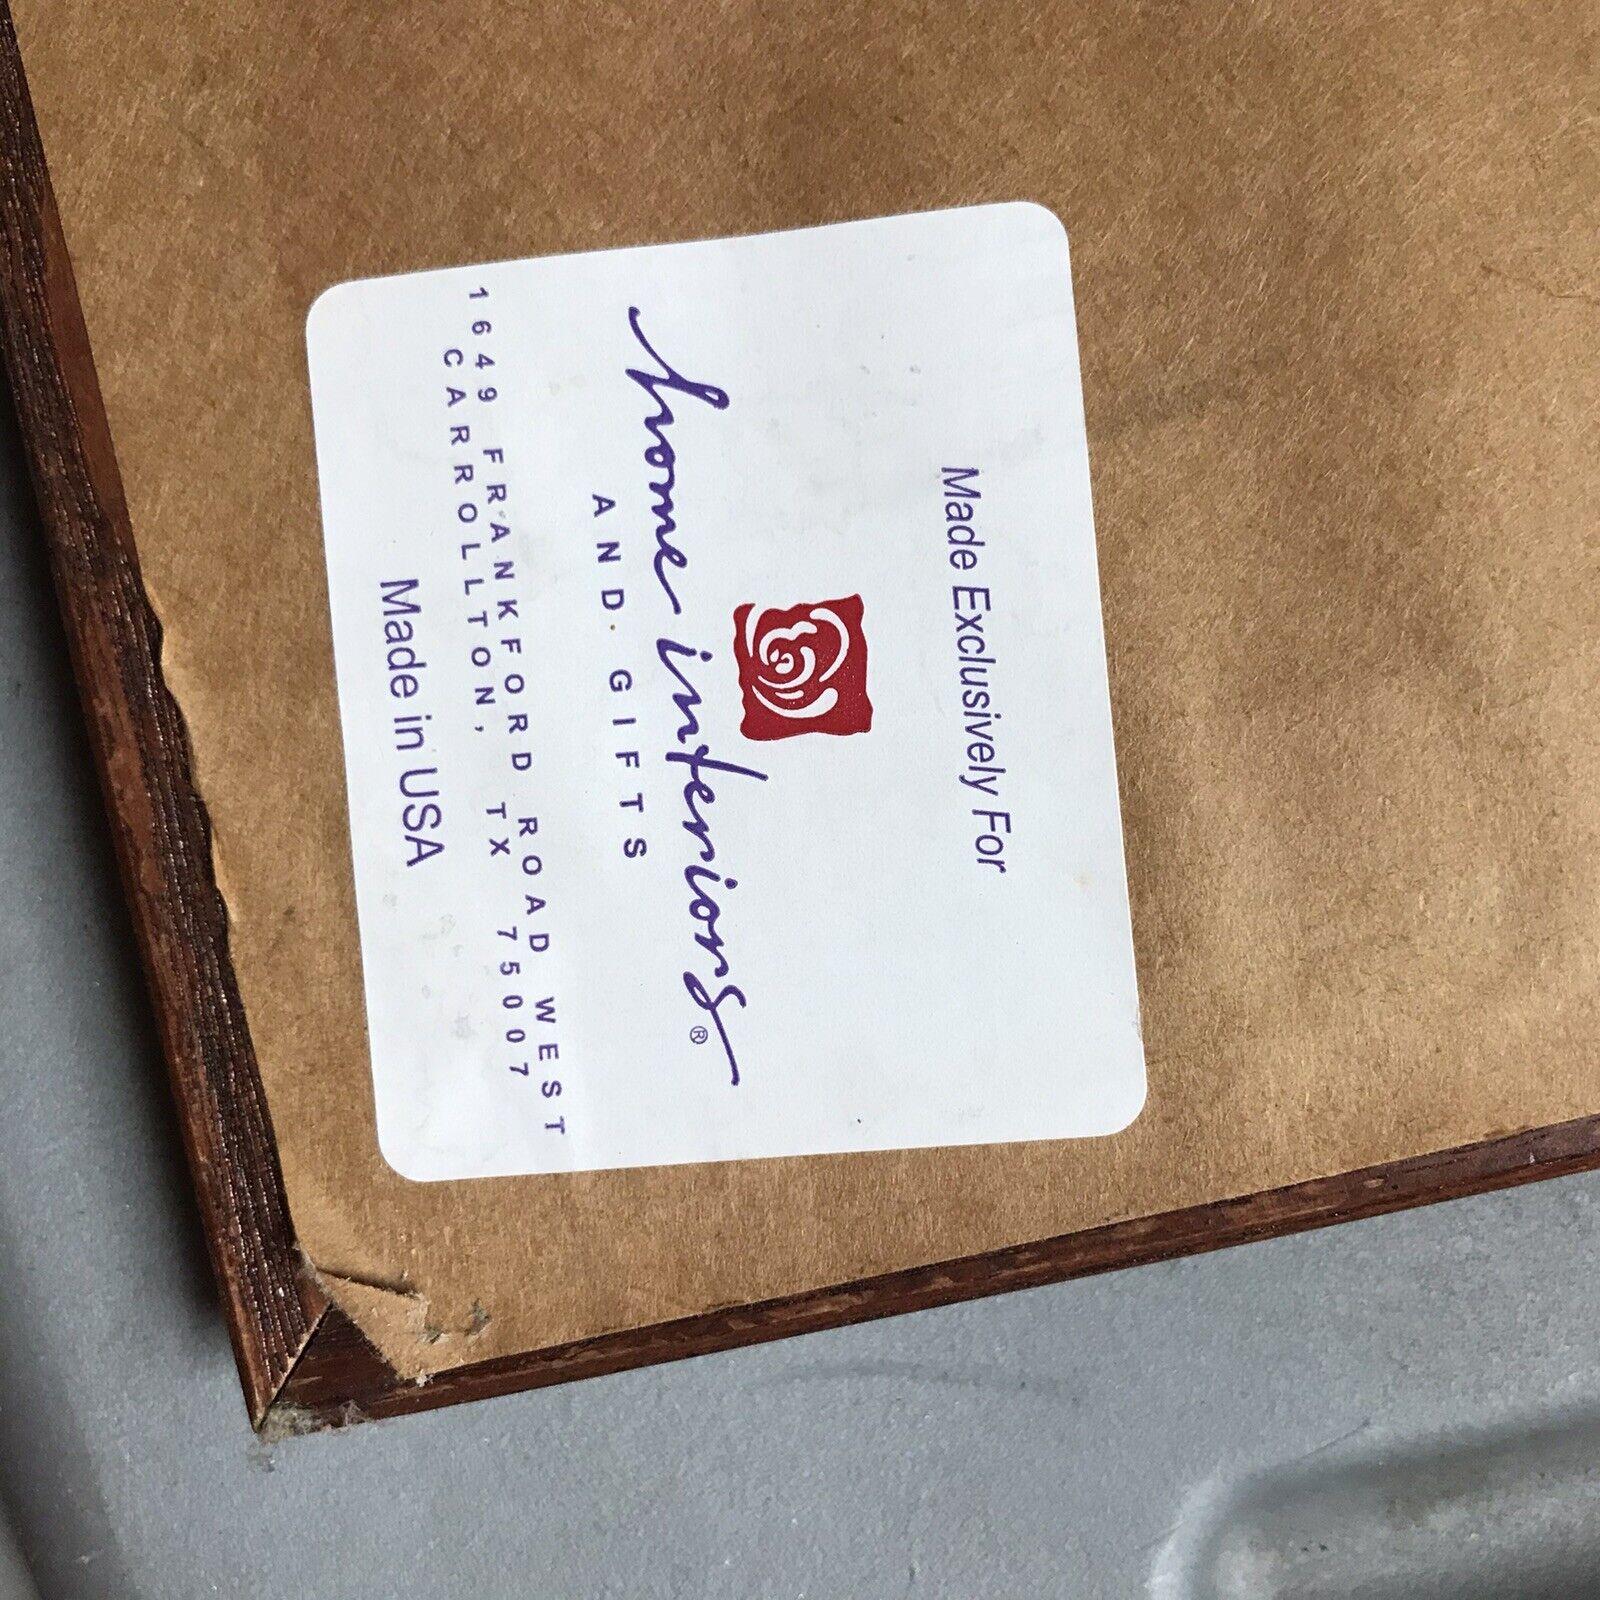 Made Exclusively For
home interiors®
AND GIFTS
1649 FRANKFORD ROAD WEST
CARROLLTON, TX 75007
Made in USA